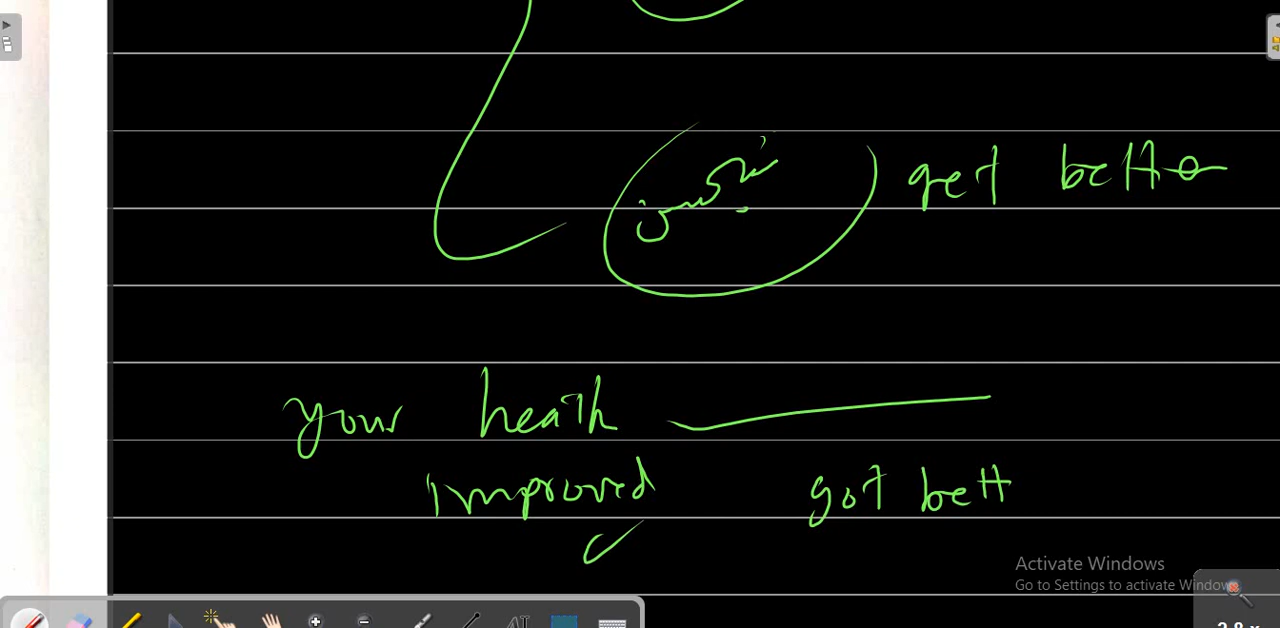 get better
your heath
improved got bett
Activate Windows
Go to Settings to activate Windows